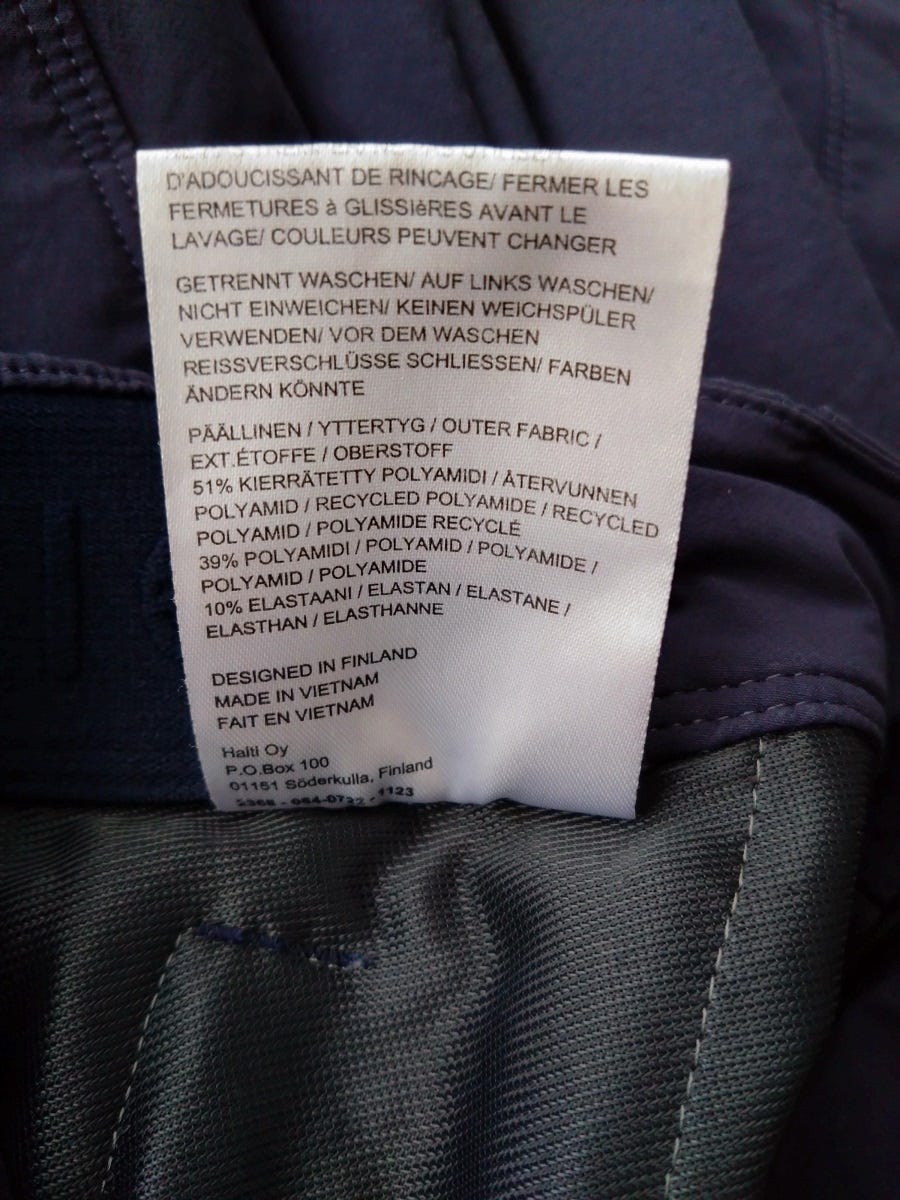 D'ADOUCISSANT DE RINCAGE/ FERMER LES
FERMETURES à GLISSIèRES AVANT LE
LAVAGE/ COULEURS PEUVENT CHANGER
GETRENNT WASCHEN/ AUF LINKS WASCHEN/
NICHT EINWEICHEN/ KEINEN WEICHSPÜLER
VERWENDEN/ VOR DEM WASCHEN
REISSVERSCHLÜSSE SCHLIESSEN/ FARBEN
ÄNDERN KÖNNTE
PÄÄLLINEN / YTTERTYG / OUTER FABRIC /
EXT.ÉTOFFE / OBERSTOFF
51% KIERRÄTETTY POLYAMIDI / ÅTERVUNNEN
POLYAMID / RECYCLED POLYAMIDE / RECYCLED
POLYAMID / POLYAMIDE RECYCLÉ
39% POLYAMIDI / POLYAMID / POLYAMIDE /
POLYAMID / POLYAMIDE
10% ELASTAANI / ELASTAN / ELASTANE /
ELASTHAN / ELASTHANNE
DESIGNED IN FINLAND
MADE IN VIETNAM
FAIT EN VIETNAM
Halti Oy
P.O.Box 100
01151 Söderkulla, Finland
- 064-0722 - 1123